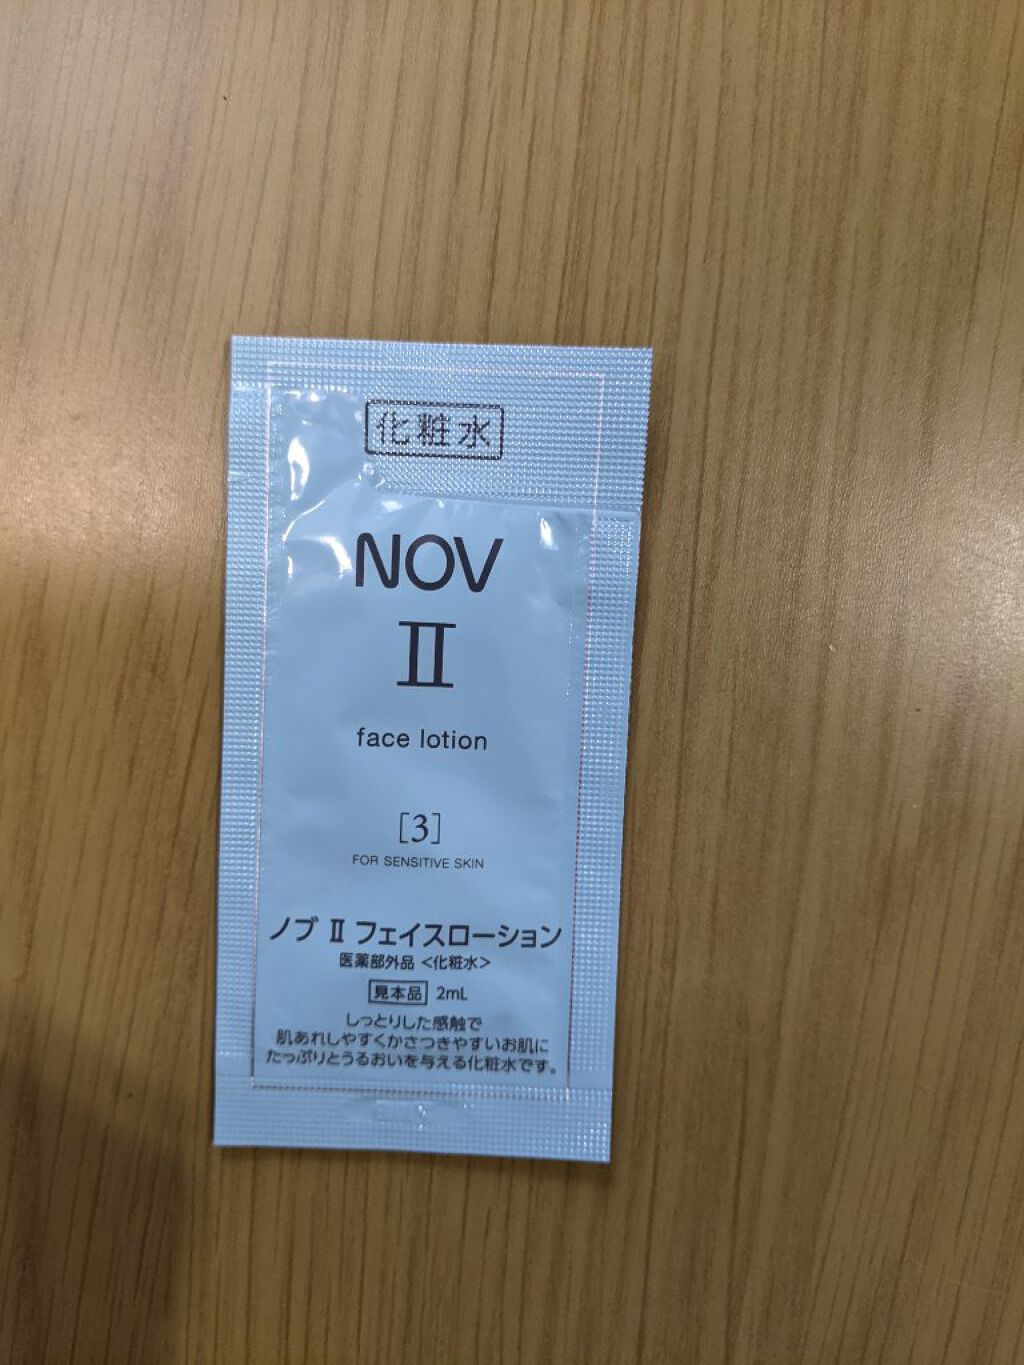 化粧水
NOV
II
face lotion
[3]
FOR SENSITIVE SKIN
ノブ II フェイスローション
医薬部外品 <化粧水>
見本品 2mL
しっとりした感触で
肌あれしやすくかさつきやすいお肌に
たっぷりとうるおいを与える化粧水です。